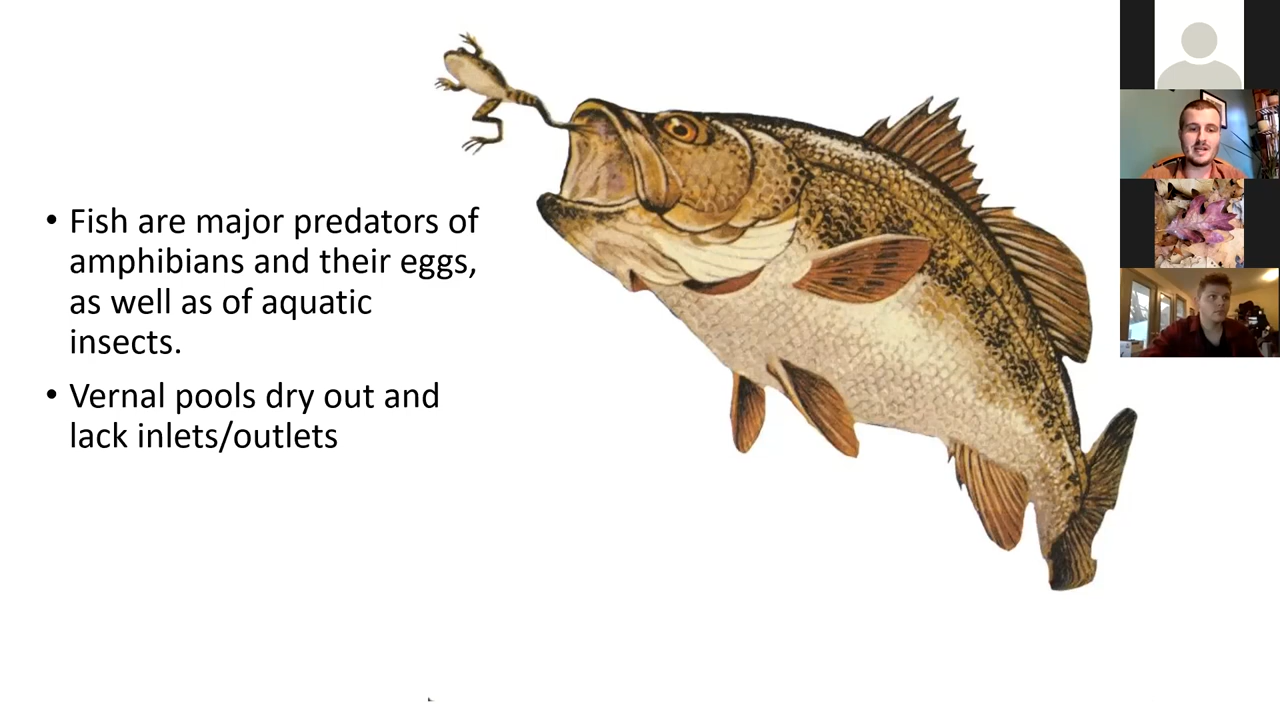 • Fish are major predators of
amphibians and their eggs,
as well as of aquatic
insects.
• Vernal pools dry out and
lack inlets/outlets